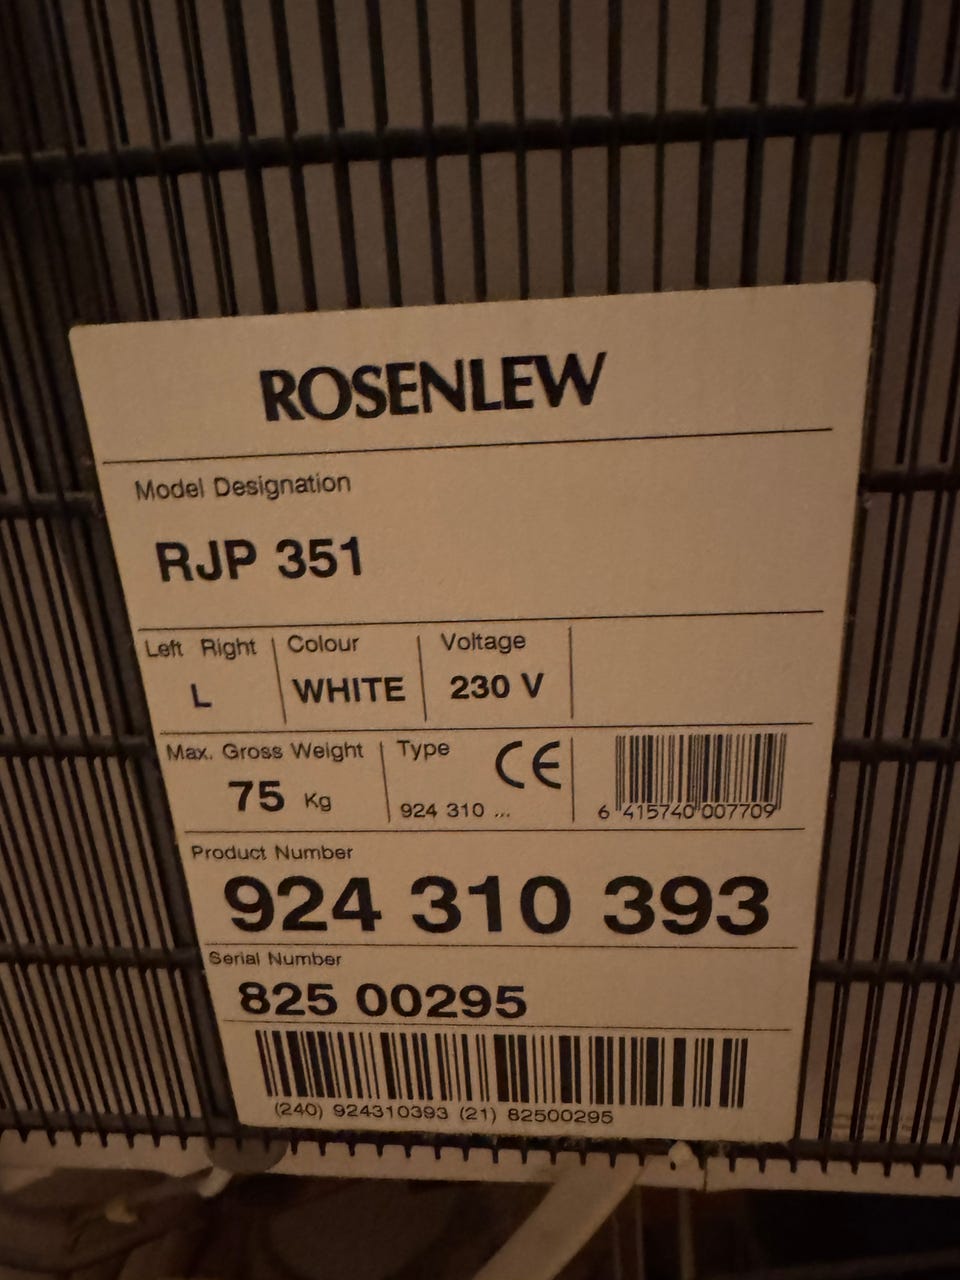 ROSENLEW
Model Designation
RJP 351
Left Right Colour Voltage
L WHITE 230 V
Max. Gross Weight Type CE
75 Kg 924 310 ... 6 415740 007709
Product Number
924 310 393
Serial Number
825 00295
(240) 924310393 (21) 82500295